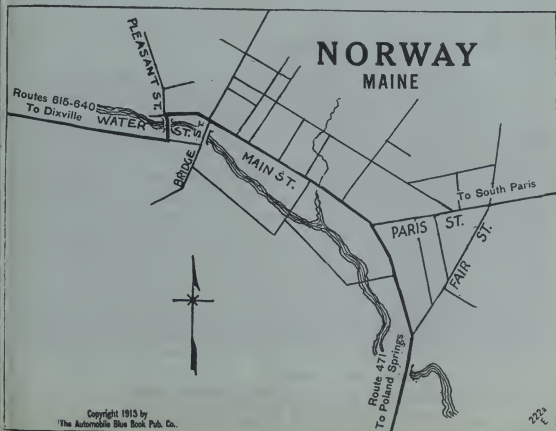 NORWAY
MAINE
PLEASANT ST.
Routes 615-640
To Dixville
WATER ST.
BRIDGE ST.
MAIN ST.
To South Paris
PARIS ST.
FAIR ST.
Route 471
To Poland Springs
Copyright 1913 by
The Automobile Blue Book Pub. Co.
222a
E